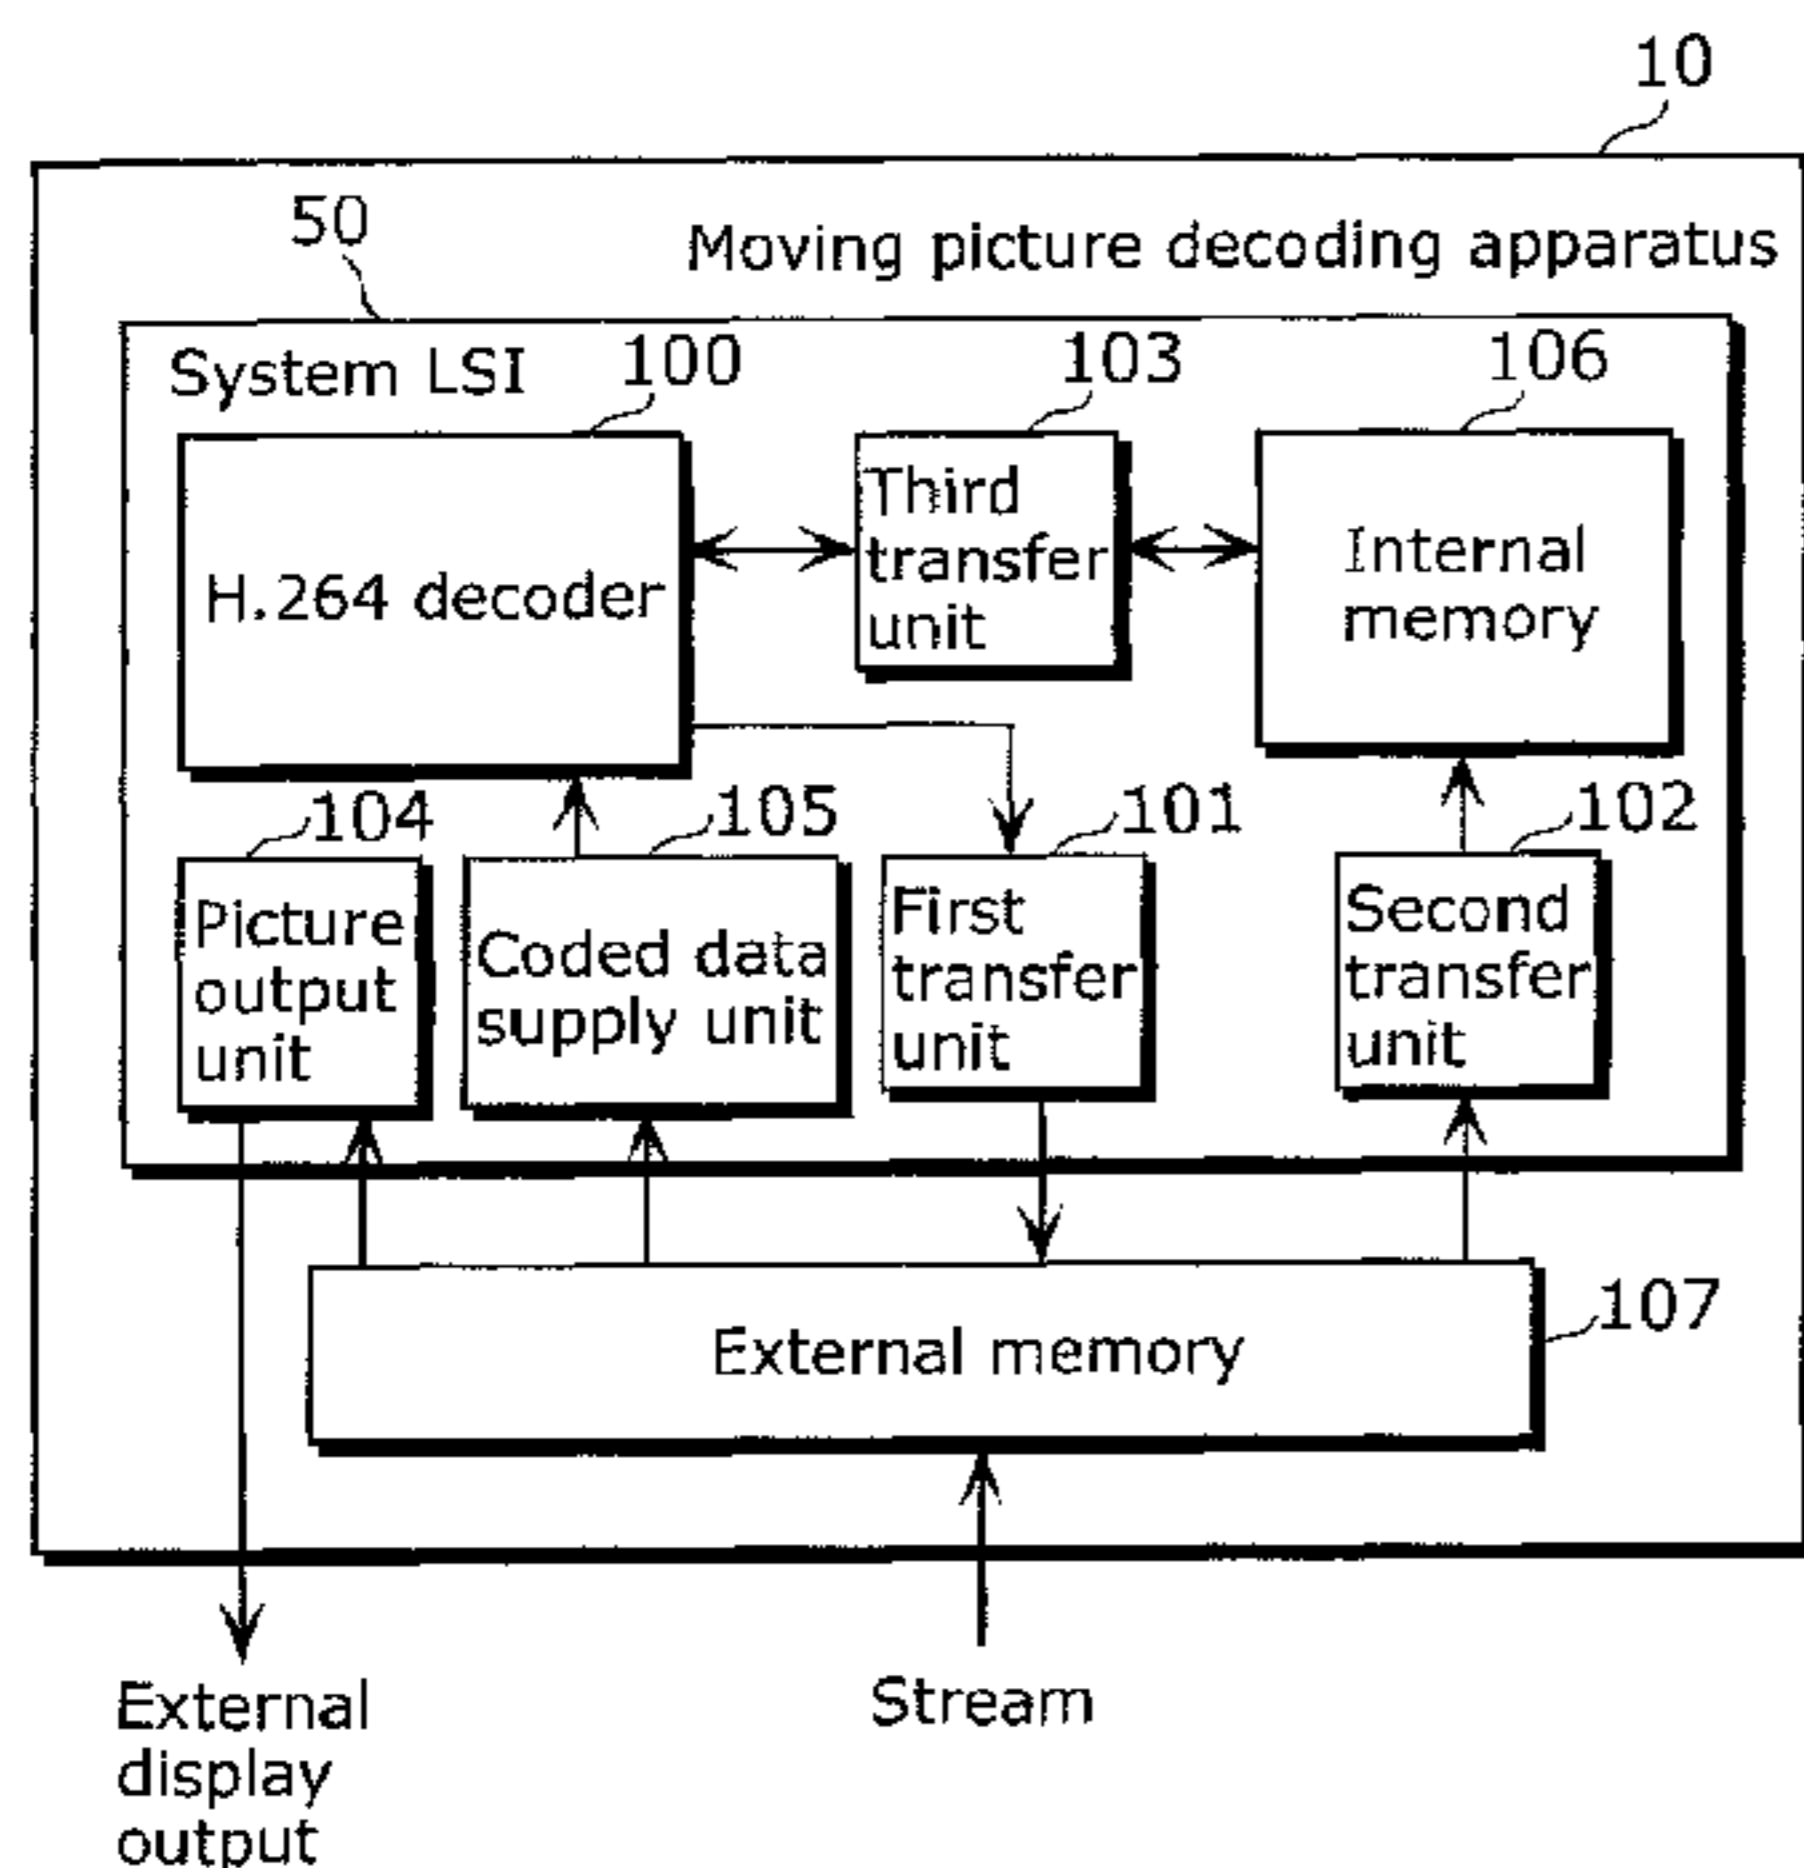 10
50
Moving picture decoding apparatus
System LSI
100
103
106
H.264 decoder
Third
transfer
unit
Internal
memory
104
105
101
102
Picture
output
unit
Coded data
supply unit
First
transfer
unit
Second
transfer
unit
External memory
107
External
display
output
Stream